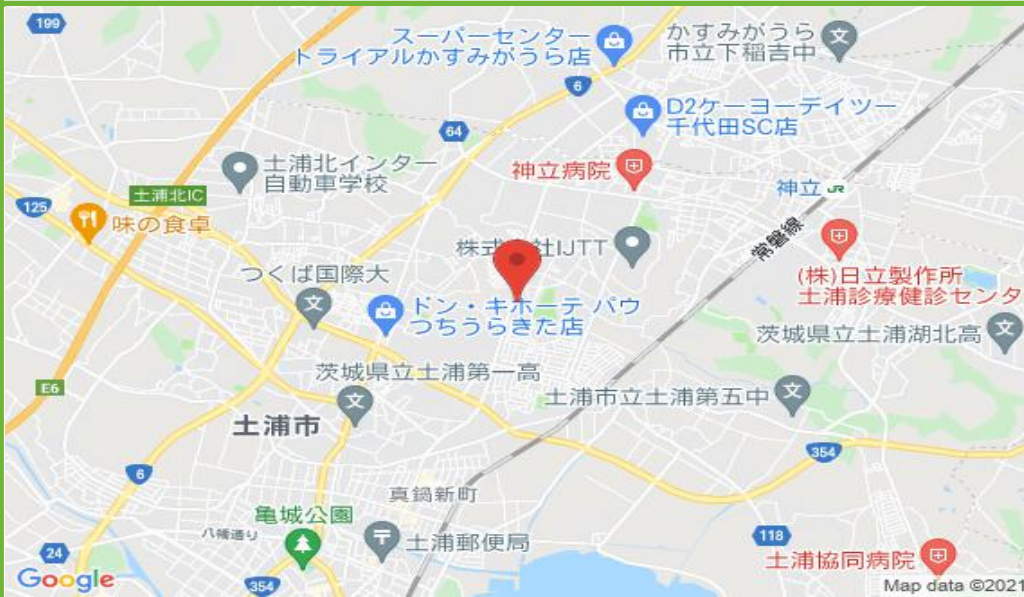 199
スーパーセンター
トライアルかすみがうら店
かすみがうら
市立下稲吉中
6
D2ケーヨーデイツー
千代田SC店
64
土浦北インター
自動車学校
神立病院
神立 JR
土浦北IC
125
味の食卓
常磐線
株式 社IJTT
(株)日立製作所
土浦診療健診センタ
つくば国際大
ドン・キホーテ パウ
つちうらきた店
茨城県立土浦湖北高
茨城県立土浦第一高
E6
土浦市立土浦第五中
土浦市
354
6
真鍋新町
亀城公園
八幡通り
土浦郵便局
118
24
土浦協同病院
Google
354
Map data ©2021